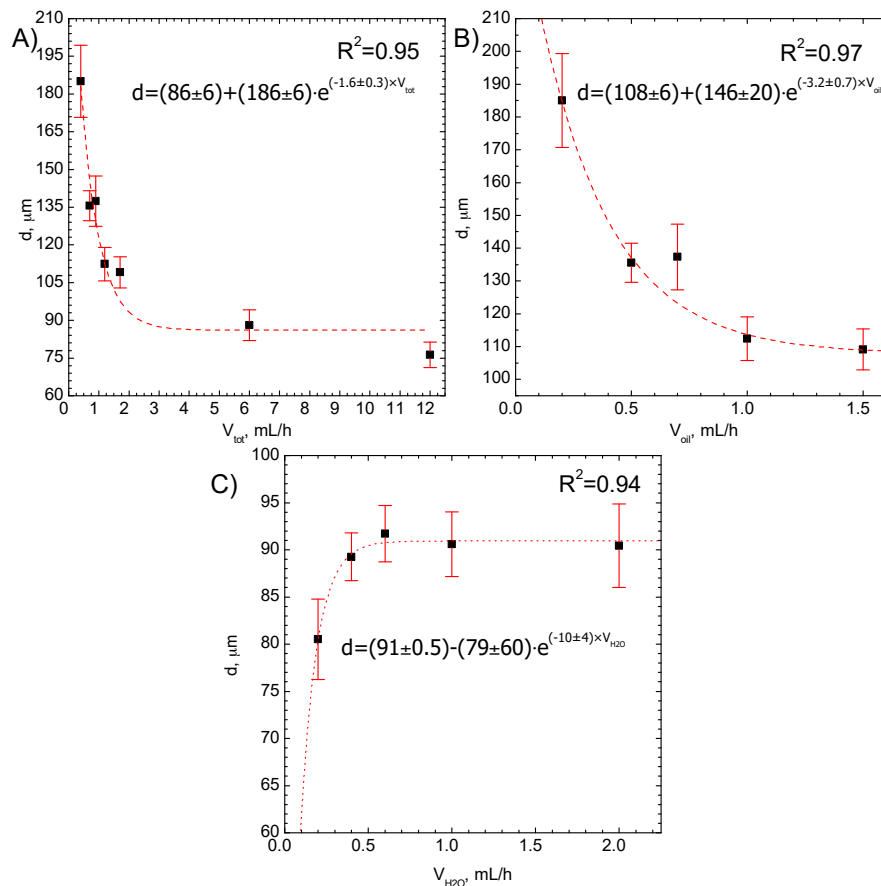 A)
R²=0.95
d=(86±6)+(186±6)·e^((-1.6±0.3)×V_tot)
d, μm
210
195
180
165
150
135
120
105
90
75
60
0 1 2 3 4 5 6 7 8 9 10 11 12
V_tot, mL/h
B)
R²=0.97
d=(108±6)+(146±20)·e^((-3.2±0.7)×V_oil)
d, μm
210
200
190
180
170
160
150
140
130
120
110
100
0.0 0.5 1.0 1.5
V_oil, mL/h
C)
R²=0.94
d=(91±0.5)-(79±60)·e^((-10±4)×V_H2O)
d, μm
100
95
90
85
80
75
70
65
60
0.0 0.5 1.0 1.5 2.0
V_H2O, mL/h